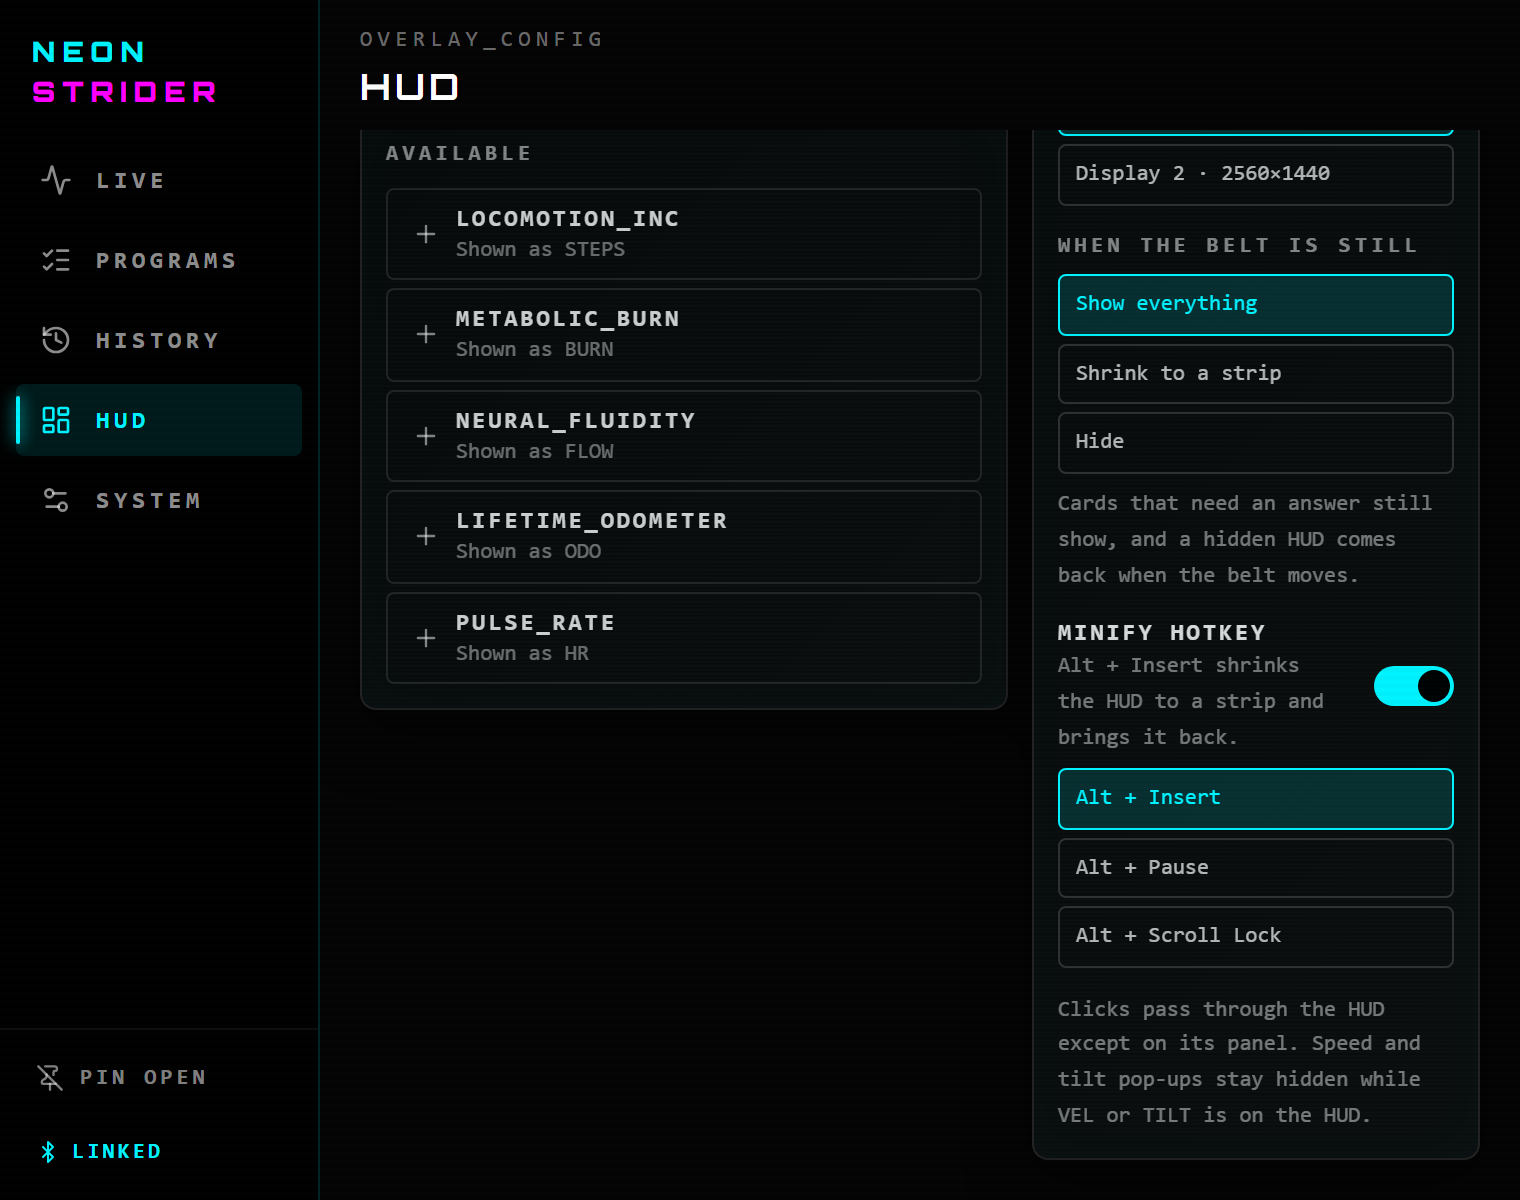 NEON
STRIDER
LIVE
PROGRAMS
HISTORY
HUD
SYSTEM
PIN OPEN
LINKED
OVERLAY_CONFIG
HUD
AVAILABLE
LOCOMOTION_INC
Shown as STEPS
METABOLIC_BURN
Shown as BURN
NEURAL_FLUIDITY
Shown as FLOW
LIFETIME_ODOMETER
Shown as ODO
PULSE_RATE
Shown as HR
Display 2 · 2560×1440
WHEN THE BELT IS STILL
Show everything
Shrink to a strip
Hide
Cards that need an answer still
show, and a hidden HUD comes
back when the belt moves.
MINIFY HOTKEY
Alt + Insert shrinks
the HUD to a strip and
brings it back.
Alt + Insert
Alt + Pause
Alt + Scroll Lock
Clicks pass through the HUD
except on its panel. Speed and
tilt pop-ups stay hidden while
VEL or TILT is on the HUD.